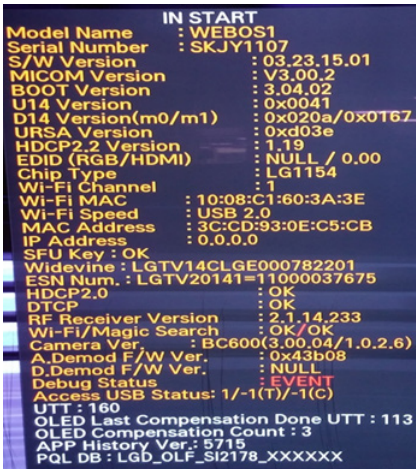 IN START
Model Name : WEBOS1
Serial Number : SKJY1107
S/W Version : 03.23.15.01
MICOM Version : V3.00.2
BOOT Version : 3.04.02
U14 Version : 0x0041
D14 Version(m0/m1) : 0x020a/0x0167
URSA Version : 0xd03e
HDCP2.2 Version : 1.19
EDID (RGB/HDMI) : NULL / 0.00
Chip Type : LG1154
Wi-Fi Channel : 1
Wi-Fi MAC : 10:08:C1:60:3A:3E
Wi-Fi Speed : USB 2.0
MAC Address : 3C:CD:93:0E:C5:CB
IP Address : 0.0.0.0
SFU Key : OK
Widevine : LGTV14CLGE000782201
ESN Num. : LGTV20141=11000037675
HDCP2.0 : OK
DTCP : OK
RF Receiver Version : 2.1.14.233
Wi-Fi/Magic Search : OK/OK
Camera Ver. : BC600(3.00.04/1.0.2.6)
A.Demod F/W Ver. : 0x43b08
D.Demod F/W Ver. : NULL
Debug Status : EVENT
Access USB Status: 1/-1(T)/-1(C)
UTT : 160
OLED Last Compensation Done UTT : 113
OLED Compensation Count : 3
APP History Ver.: 5715
PQL DB : LGD_OLF_SI2178_XXXXXX